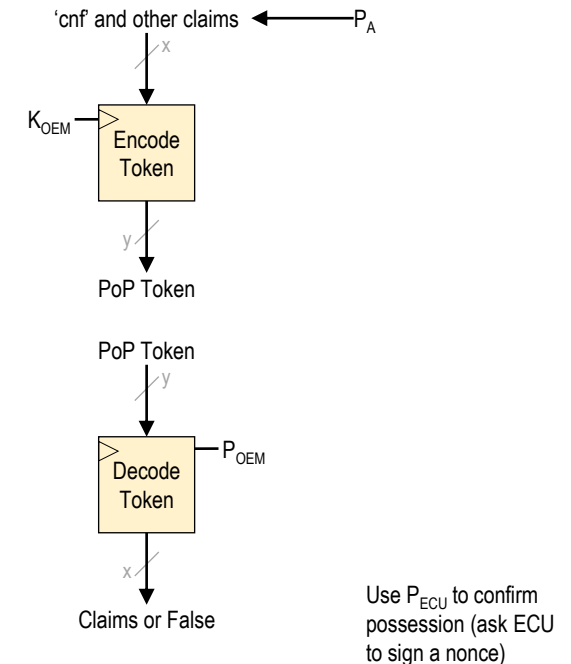 ‘cnf’ and other claims
P_A
x
K_OEM
Encode
Token
y
PoP Token
PoP Token
y
P_OEM
Decode
Token
x
Claims or False
Use P_ECU to confirm
possession (ask ECU
to sign a nonce)